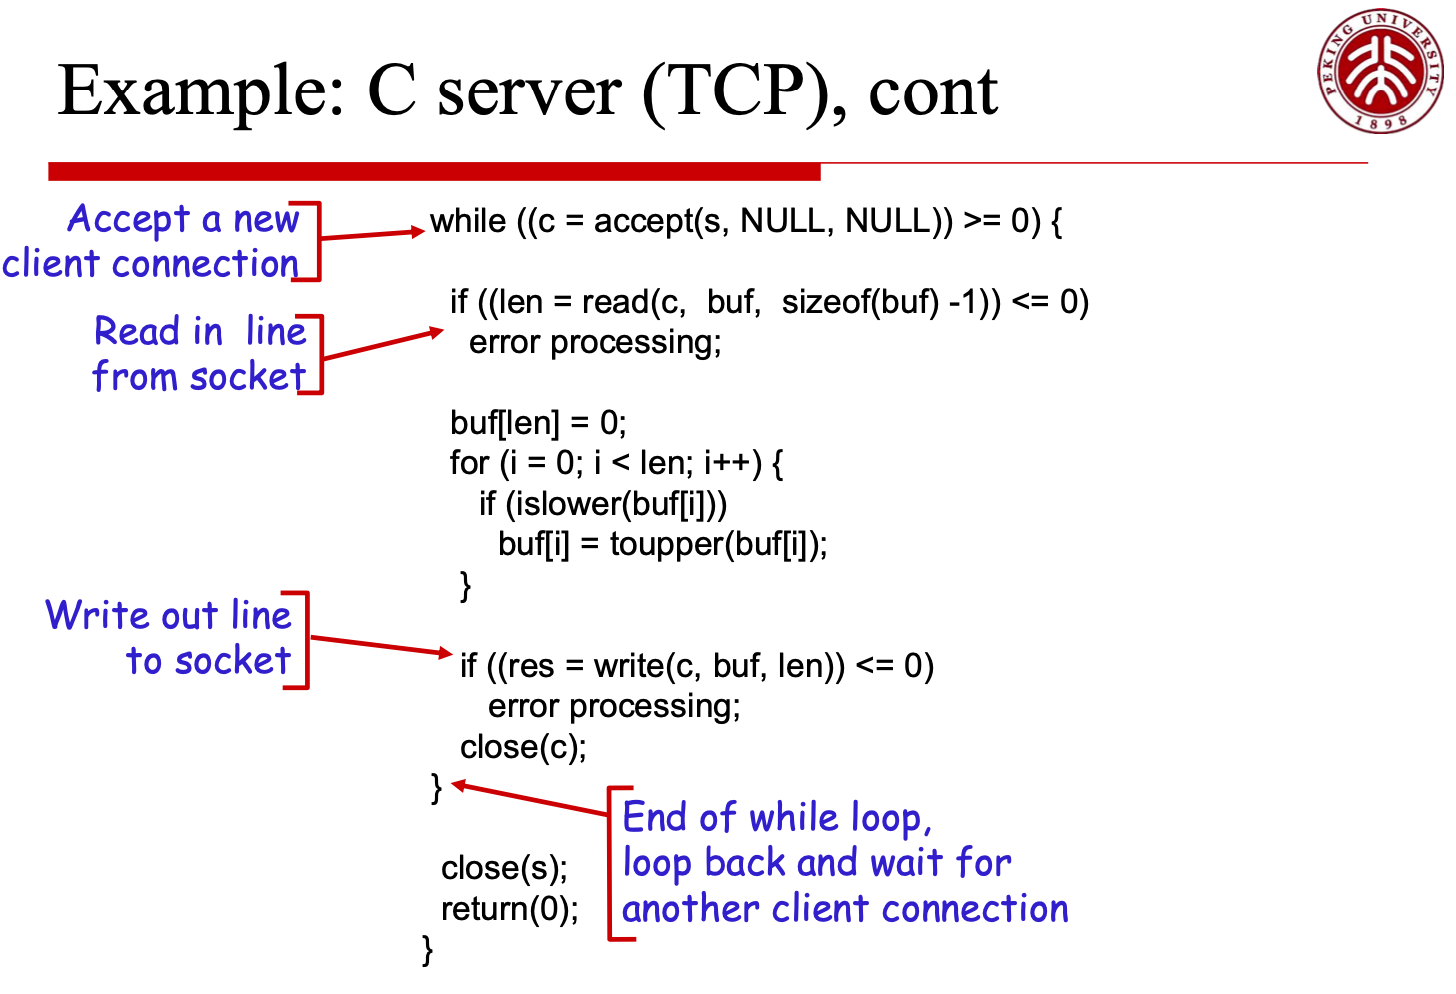 Example: C server (TCP), cont
PEKING UNIVERSITY
1898
Accept a new
client connection
while ((c = accept(s, NULL, NULL)) >= 0) {
Read in  line
from socket
if ((len = read(c,  buf,  sizeof(buf) -1)) <= 0)
error processing;
buf[len] = 0;
for (i = 0; i < len; i++) {
if (islower(buf[i]))
buf[i] = toupper(buf[i]);
}
Write out line
to socket
if ((res = write(c, buf, len)) <= 0)
error processing;
close(c);
}
End of while loop,
loop back and wait for
another client connection
close(s);
return(0);
}